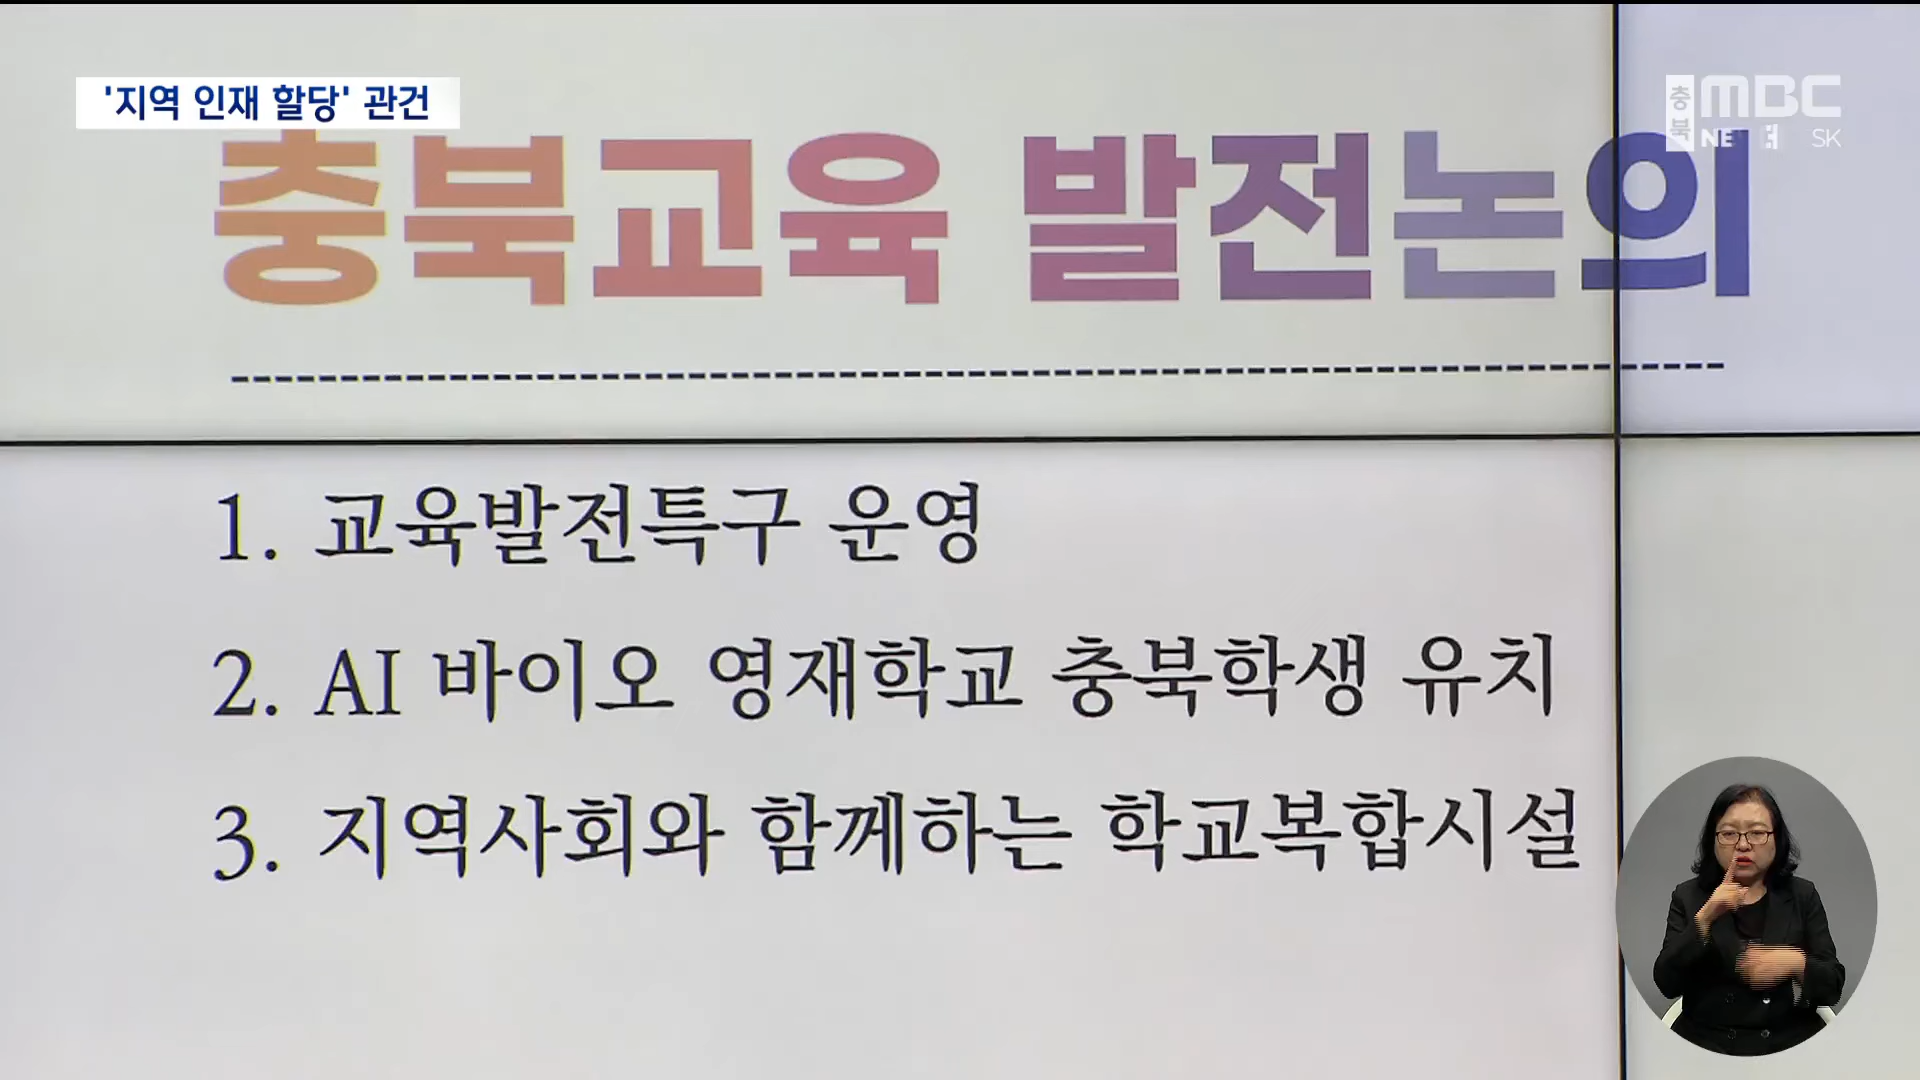 '지역 인재 할당' 관건
충북 MBC
충북교육 발전논의
1. 교육발전특구 운영
2. AI 바이오 영재학교 충북학생 유치
3. 지역사회와 함께하는 학교복합시설